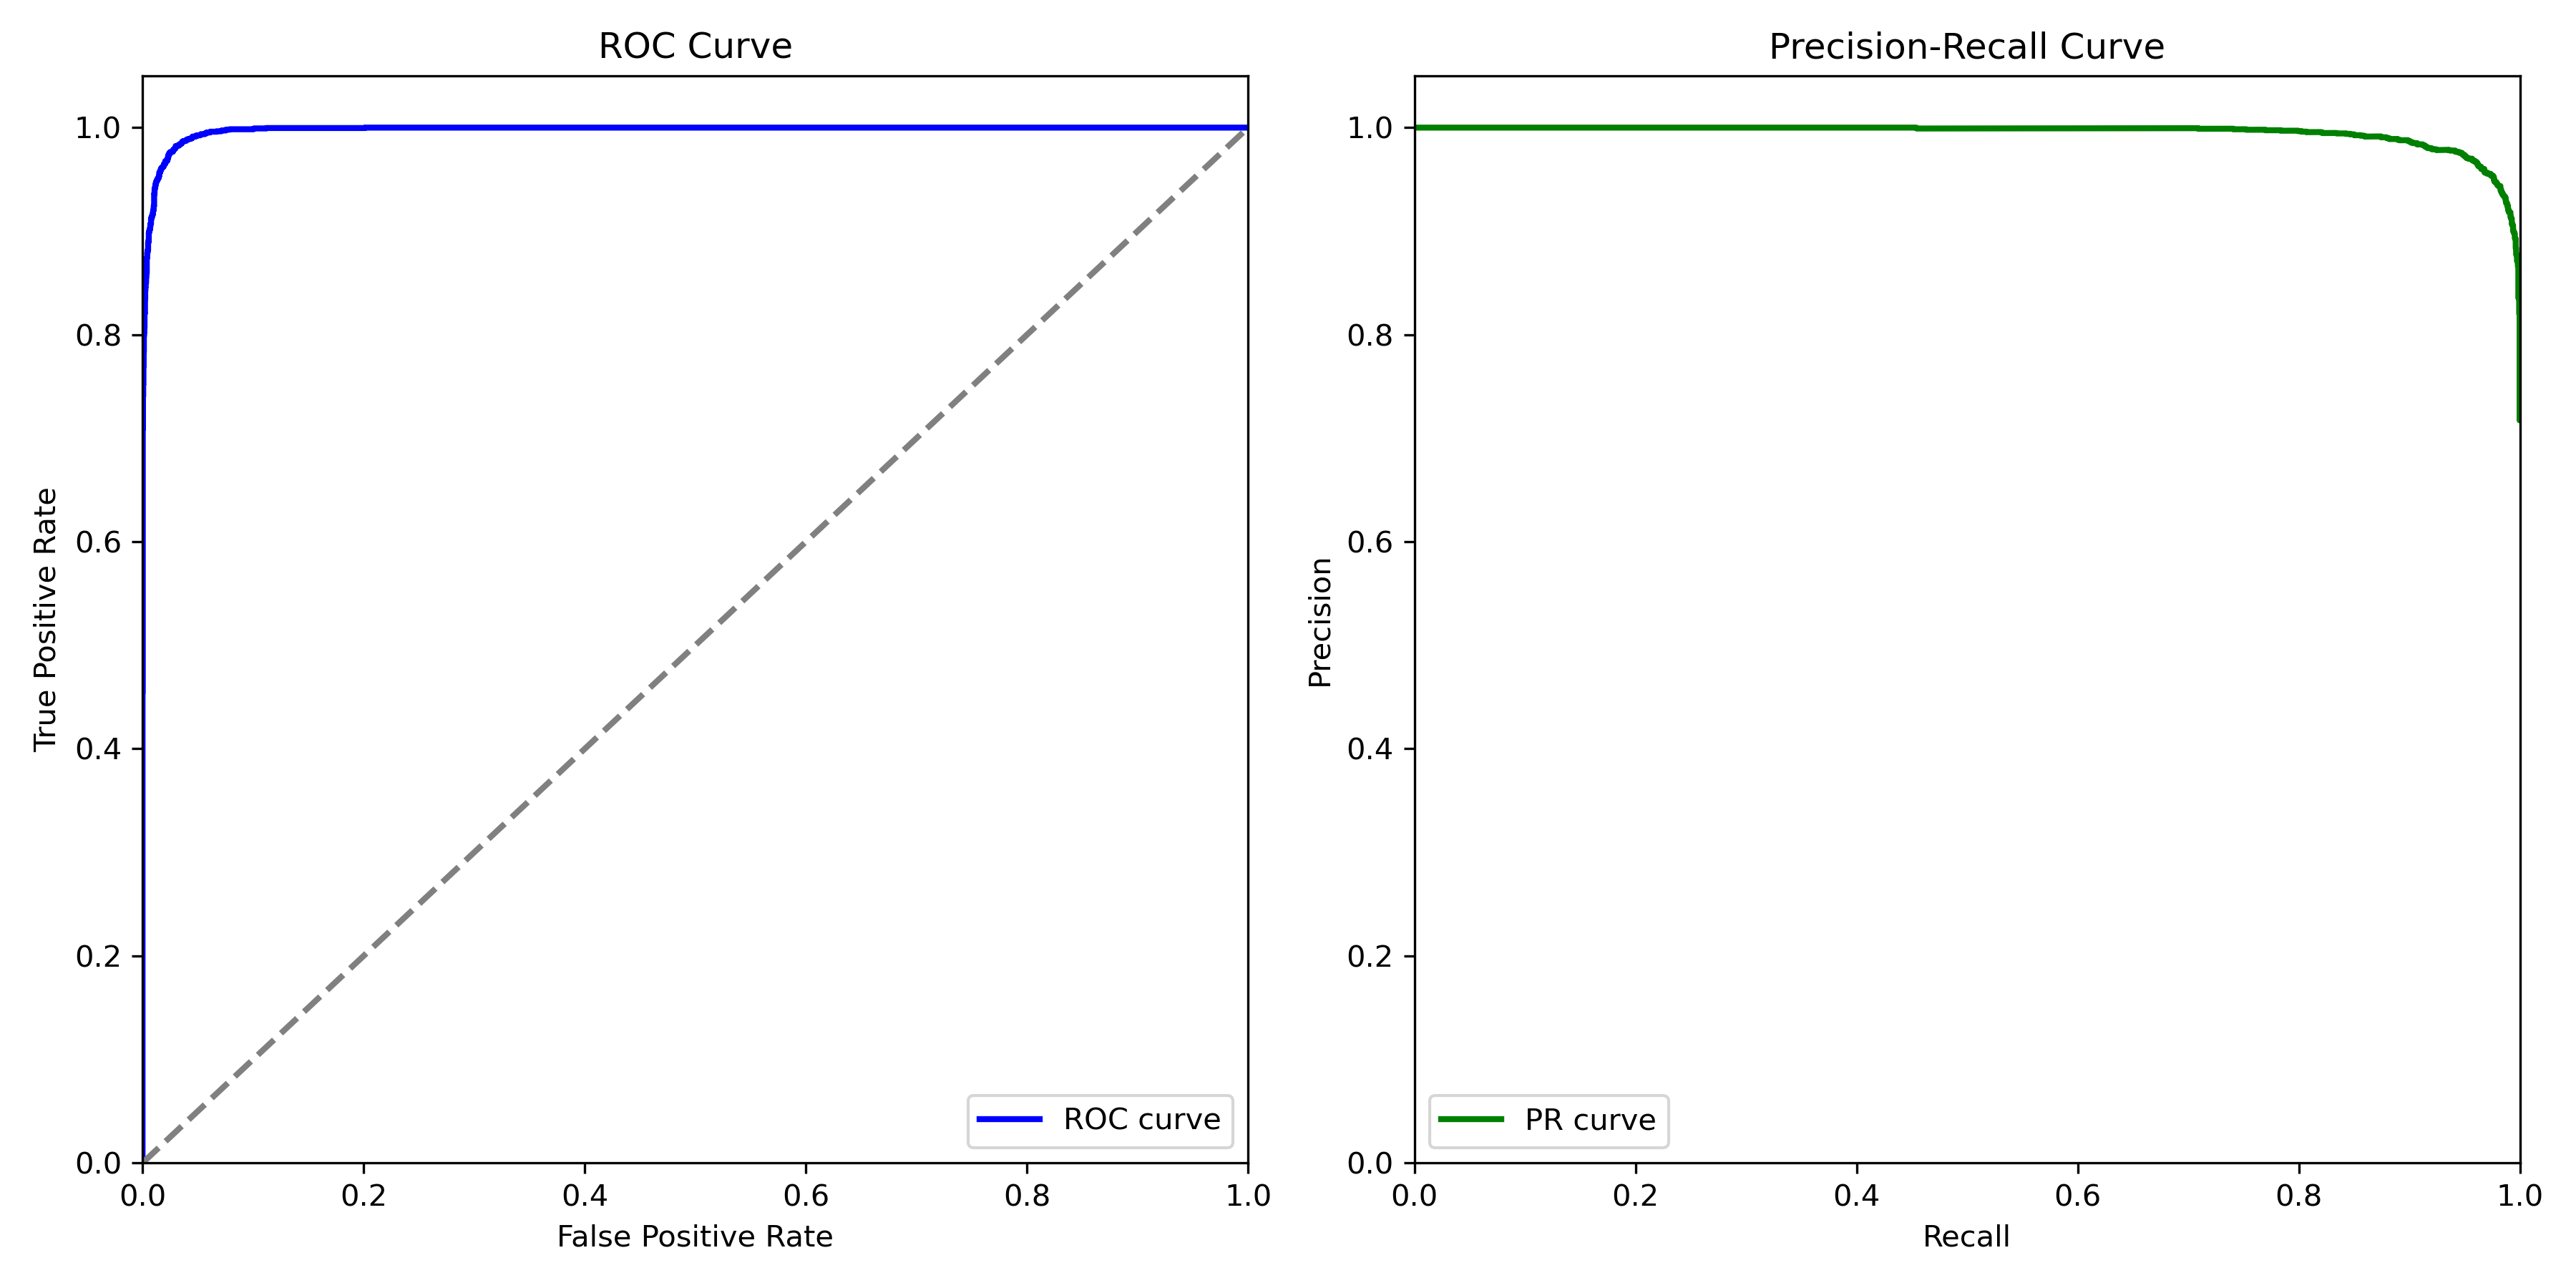 ROC Curve
True Positive Rate
1.0
0.8
0.6
0.4
0.2
0.0
0.0 0.2 0.4 0.6 0.8 1.0
False Positive Rate
ROC curve
Precision-Recall Curve
Precision
1.0
0.8
0.6
0.4
0.2
0.0
0.0 0.2 0.4 0.6 0.8 1.0
Recall
PR curve